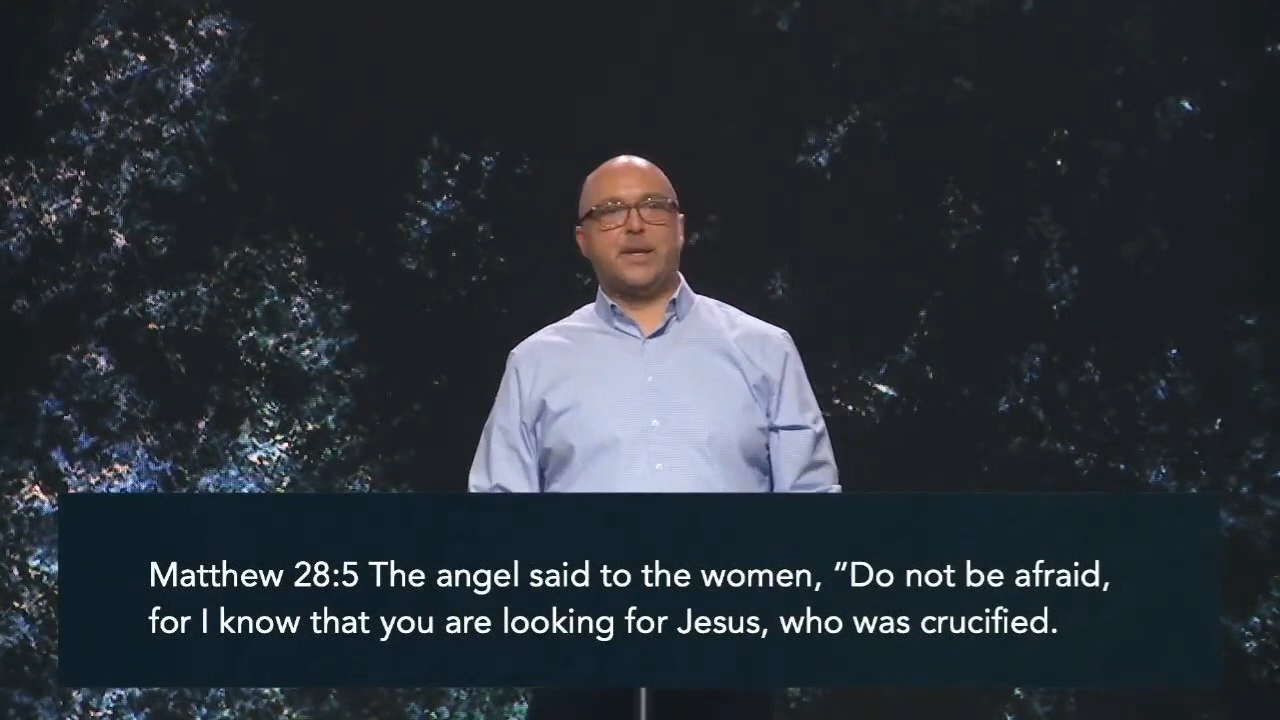 Matthew 28:5 The angel said to the women, “Do not be afraid,
for I know that you are looking for Jesus, who was crucified.